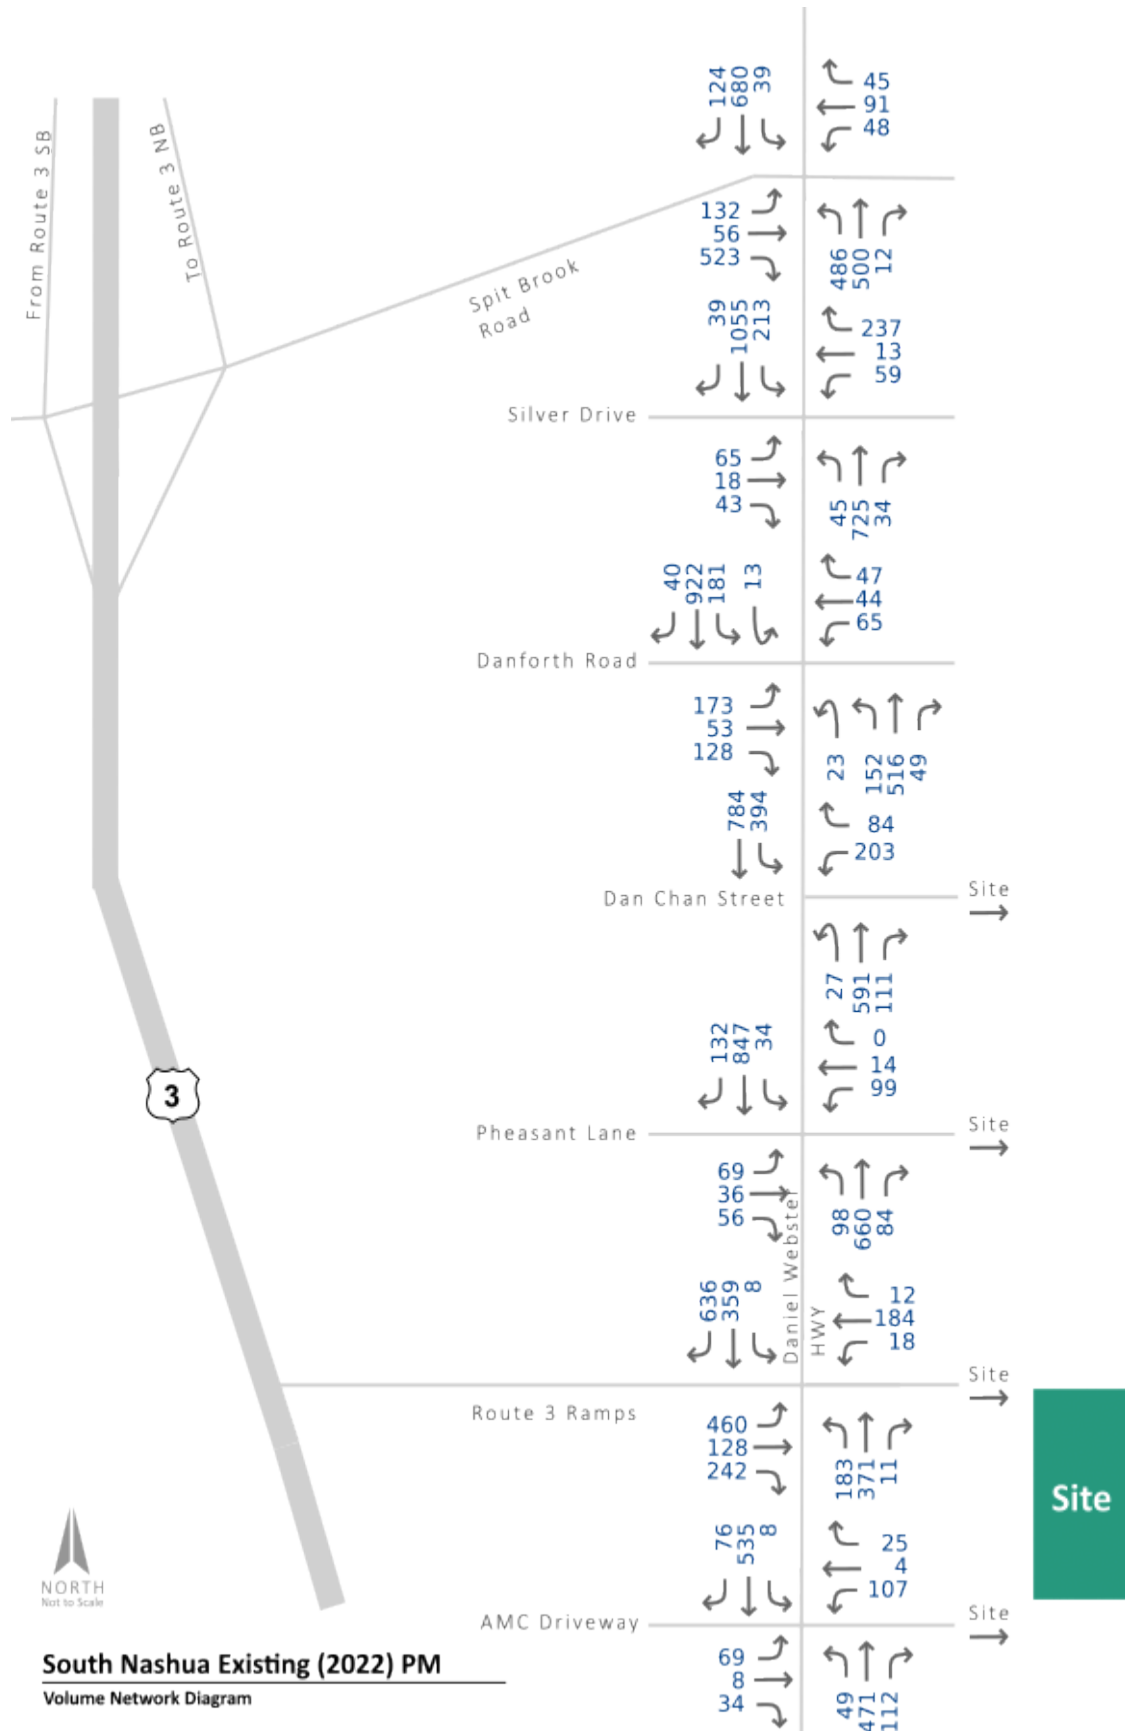 124 680 39
45
91
48
From Route 3 SB
To Route 3 NB
Spit Brook
Road
132
56
523
486 500 12
39 1055 213
237
13
59
Silver Drive
65
18
43
45 725 34
40 922 181 13
47
44
65
Danforth Road
173
53
128
23 152 516 49
784 394
84
203
Dan Chan Street
Site
27 591 111
132 847 34
0
14
99
3
Pheasant Lane
Site
69
36
56
98 660 84
Daniel Webster
HWY
636 359 8
12
184
18
Site
Route 3 Ramps
460
128
242
183 371 11
Site
76 535 8
25
4
107
AMC Driveway
Site
69
8
34
49 471 112
NORTH
Not to Scale
South Nashua Existing (2022) PM
Volume Network Diagram